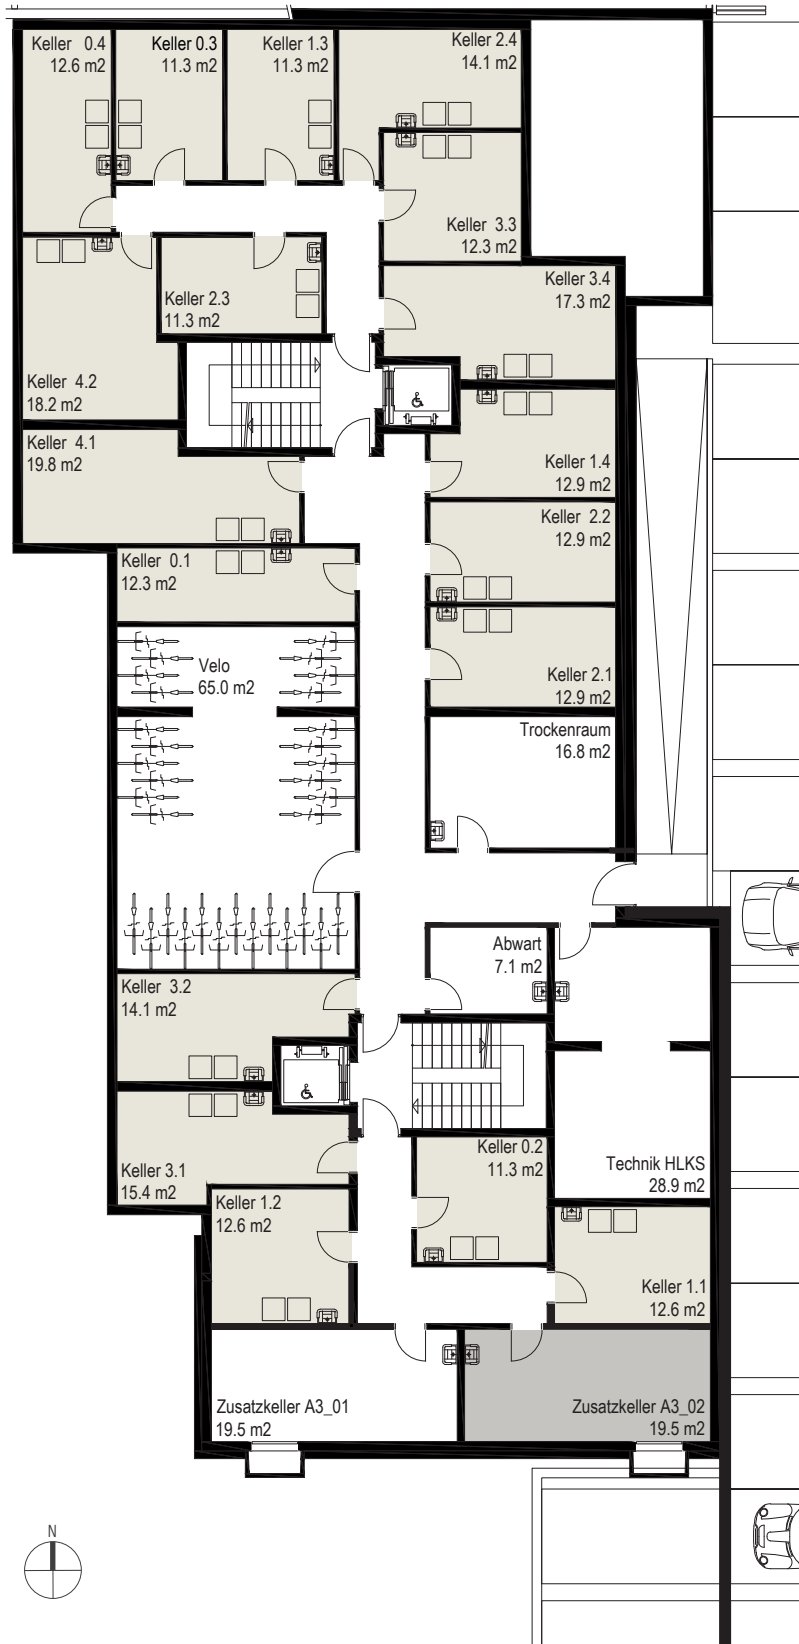 Keller 0.4
12.6 m2
Keller 0.3
11.3 m2
Keller 1.3
11.3 m2
Keller 2.4
14.1 m2
Keller 3.3
12.3 m2
Keller 2.3
11.3 m2
Keller 3.4
17.3 m2
Keller 4.2
18.2 m2
Keller 4.1
19.8 m2
Keller 1.4
12.9 m2
Keller 2.2
12.9 m2
Keller 0.1
12.3 m2
Velo
65.0 m2
Keller 2.1
12.9 m2
Trockenraum
16.8 m2
Abwart
7.1 m2
Keller 3.2
14.1 m2
Keller 3.1
15.4 m2
Keller 0.2
11.3 m2
Technik HLKS
28.9 m2
Keller 1.2
12.6 m2
Keller 1.1
12.6 m2
Zusatzkeller A3_01
19.5 m2
Zusatzkeller A3_02
19.5 m2
N